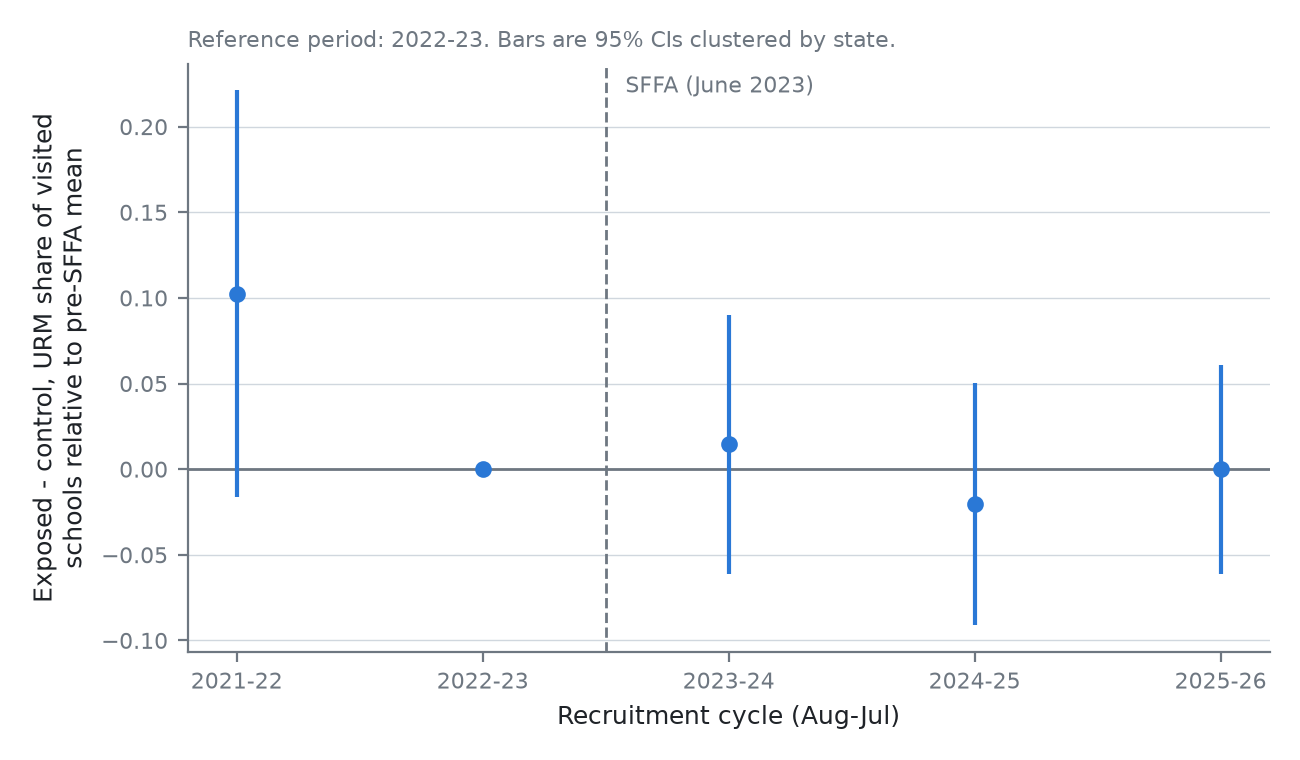 Reference period: 2022-23. Bars are 95% CIs clustered by state.
SFFA (June 2023)
Exposed - control, URM share of visited
schools relative to pre-SFFA mean
0.20
0.15
0.10
0.05
0.00
−0.05
−0.10
2021-22
2022-23
2023-24
2024-25
2025-26
Recruitment cycle (Aug-Jul)